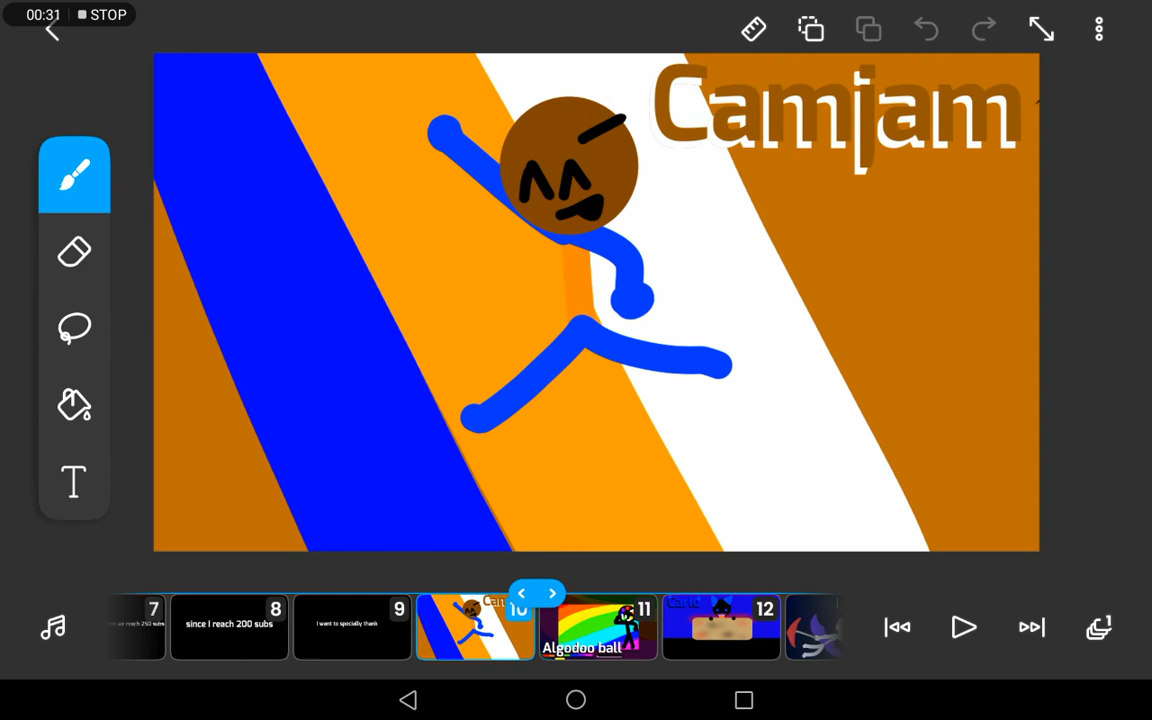 00:31 STOP
Camjam
7
8
9
10
11
12
since I reach 200 subs
I want to specially thank
Algodoo ball
1